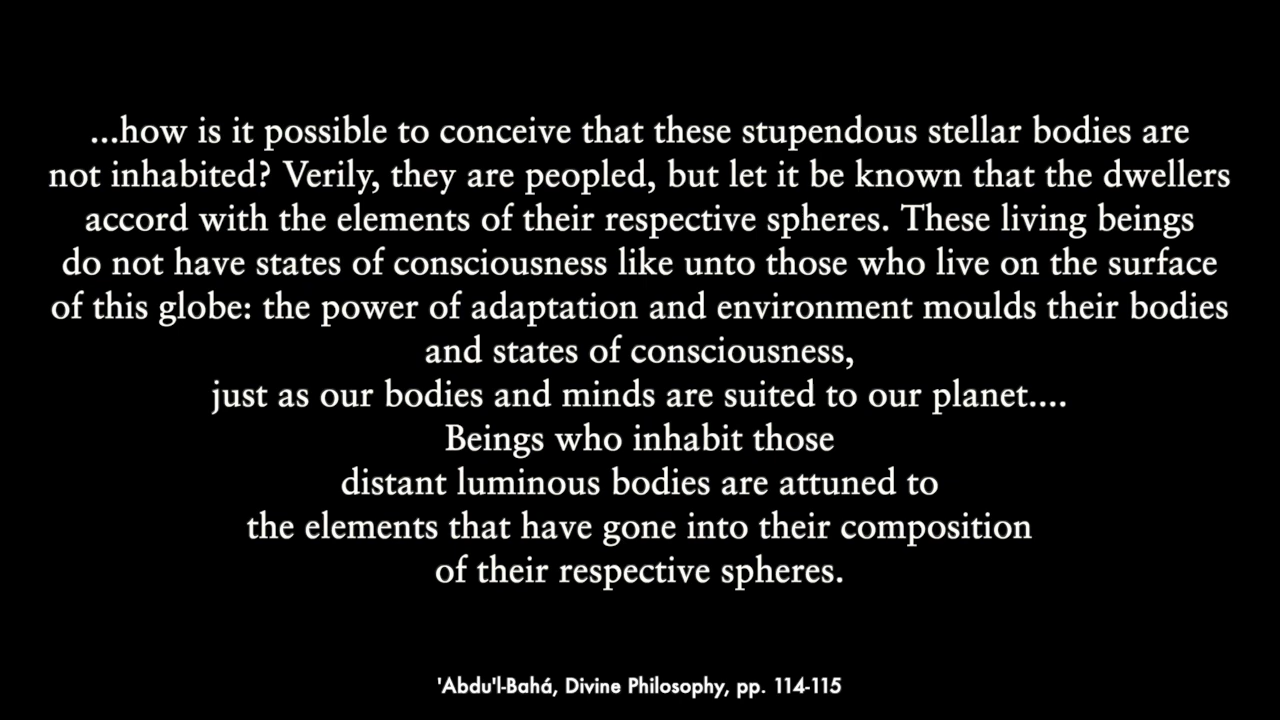 ...how is it possible to conceive that these stupendous stellar bodies are
not inhabited? Verily, they are peopled, but let it be known that the dwellers
accord with the elements of their respective spheres. These living beings
do not have states of consciousness like unto those who live on the surface
of this globe: the power of adaptation and environment moulds their bodies
and states of consciousness,
just as our bodies and minds are suited to our planet....
Beings who inhabit those
distant luminous bodies are attuned to
the elements that have gone into their composition
of their respective spheres.
'Abdu'l-Bahá, Divine Philosophy, pp. 114-115